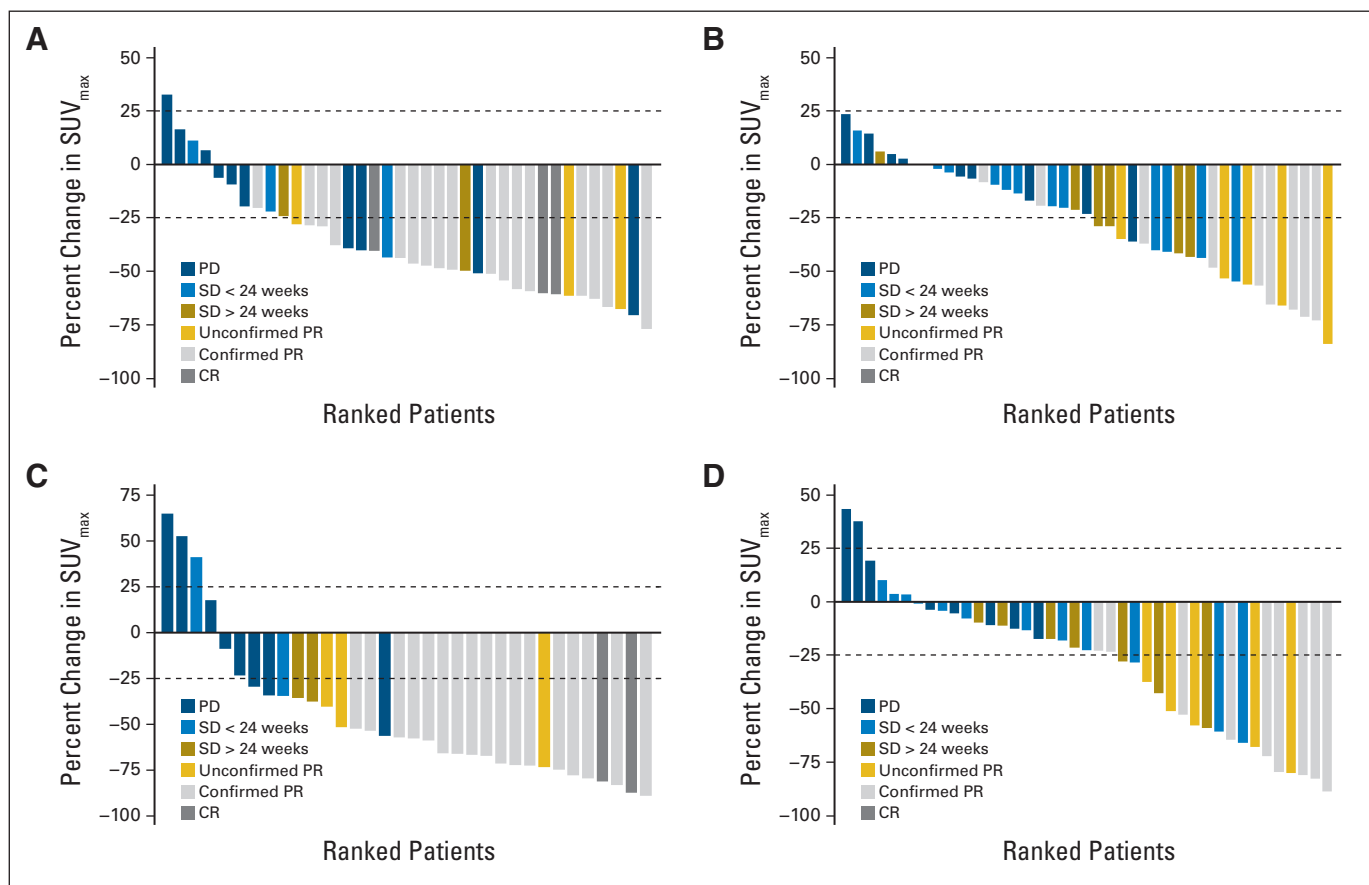 A
Percent Change in SUVmax
50
25
0
−25
−50
−75
−100
PD
SD < 24 weeks
SD > 24 weeks
Unconfirmed PR
Confirmed PR
CR
Ranked Patients
B
Percent Change in SUVmax
50
25
0
−25
−50
−75
−100
PD
SD < 24 weeks
SD > 24 weeks
Unconfirmed PR
Confirmed PR
CR
Ranked Patients
C
Percent Change in SUVmax
75
50
25
0
−25
−50
−75
−100
PD
SD < 24 weeks
SD > 24 weeks
Unconfirmed PR
Confirmed PR
CR
Ranked Patients
D
Percent Change in SUVmax
50
25
0
−25
−50
−75
−100
PD
SD < 24 weeks
SD > 24 weeks
Unconfirmed PR
Confirmed PR
CR
Ranked Patients